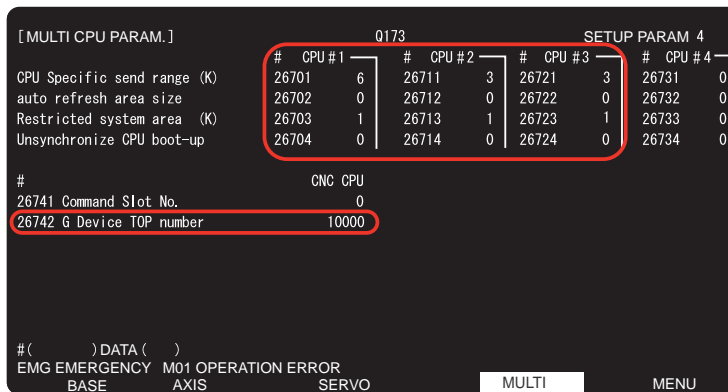 [MULTI CPU PARAM.] Q173 SETUP PARAM 4
# CPU#1 # CPU#2 # CPU#3 # CPU#4
CPU Specific send range (K) 26701 6 26711 3 26721 3 26731 0
auto refresh area size 26702 0 26712 0 26722 0 26732 0
Restricted system area (K) 26703 1 26713 1 26723 1 26733 0
Unsynchronize CPU boot-up 26704 0 26714 0 26724 0 26734 0
# CNC CPU
26741 Command Slot No. 0
26742 G Device TOP number 10000
#( ) DATA ( )
EMG EMERGENCY M01 OPERATION ERROR
BASE AXIS SERVO MULTI MENU